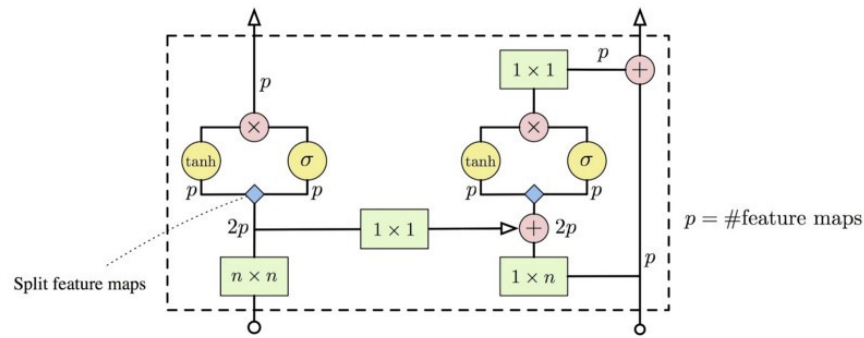 p
1 × 1
p
+
×
×
tanh
σ
tanh
σ
p
p
p
p
2p
1 × 1
+
2p
p = #feature maps
n × n
1 × n
p
Split feature maps